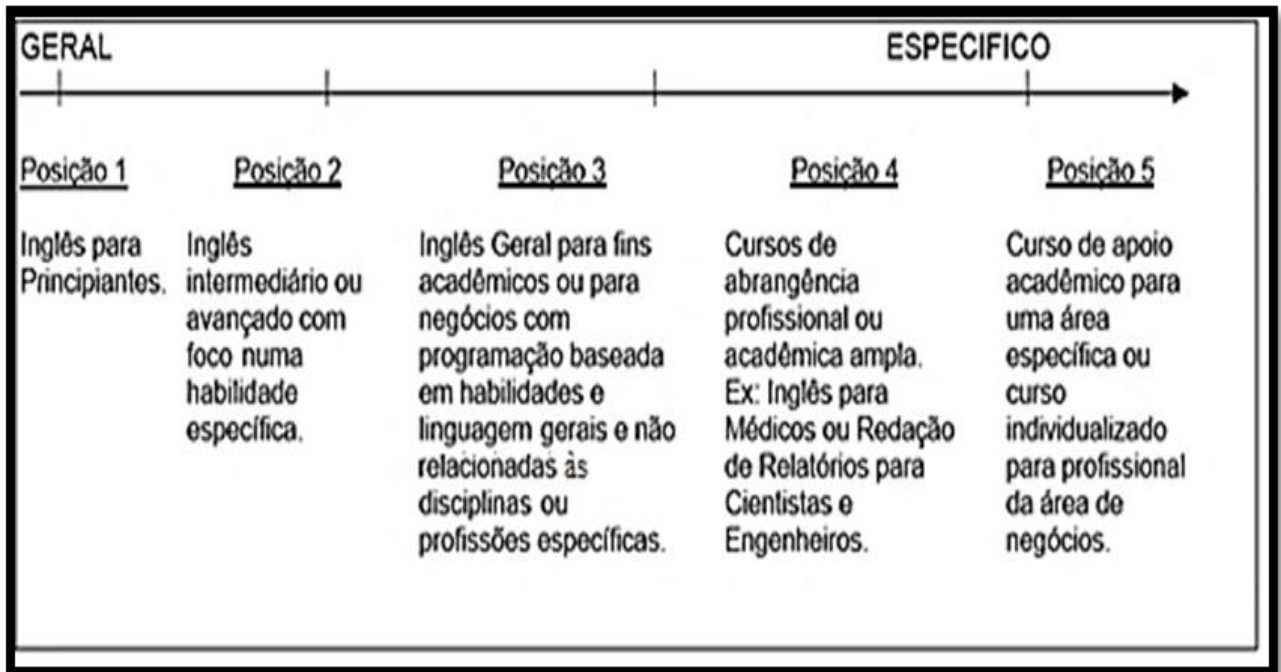 GERAL ESPECIFICO
Posição 1
Inglês para
Principiantes.
Posição 2
Inglês
intermediário ou
avançado com
foco numa
habilidade
específica.
Posição 3
Inglês Geral para fins
acadêmicos ou para
negócios com
programação baseada
em habilidades e
linguagem gerais e não
relacionadas às
disciplinas ou
profissões específicas.
Posição 4
Cursos de
abrangência
profissional ou
acadêmica ampla.
Ex: Inglês para
Médicos ou Redação
de Relatórios para
Cientistas e
Engenheiros.
Posição 5
Curso de apoio
acadêmico para
uma área
específica ou
curso
individualizado
para profissional
da área de
negócios.